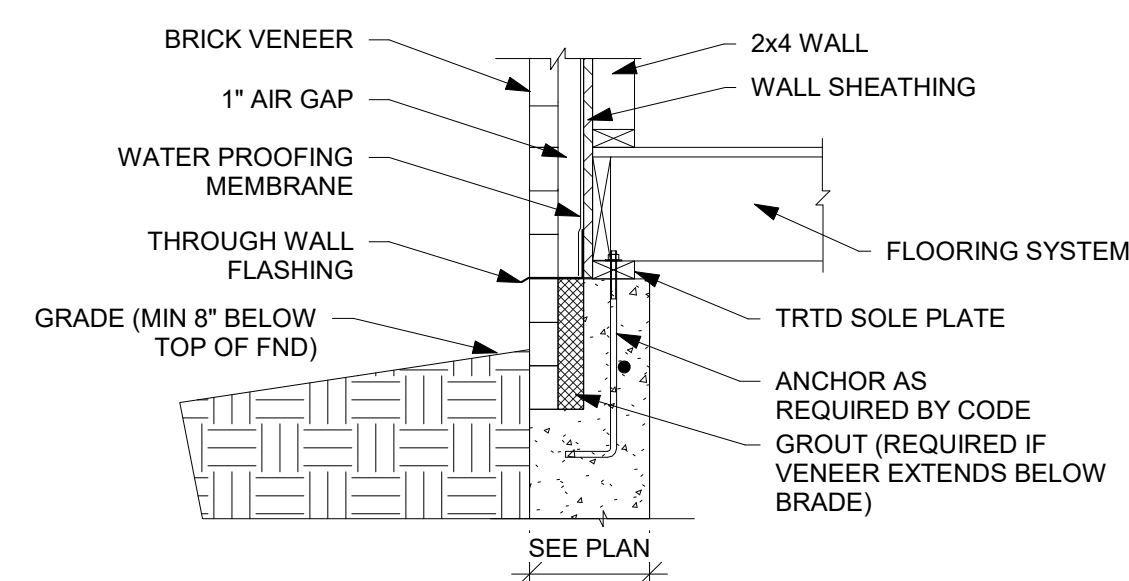 BRICK VENEER
1" AIR GAP
WATER PROOFING
MEMBRANE
THROUGH WALL
FLASHING
GRADE (MIN 8" BELOW
TOP OF FND)
2x4 WALL
WALL SHEATHING
FLOORING SYSTEM
TRTD SOLE PLATE
ANCHOR AS
REQUIRED BY CODE
GROUT (REQUIRED IF
VENEER EXTENDS BELOW
BRADE)
SEE PLAN